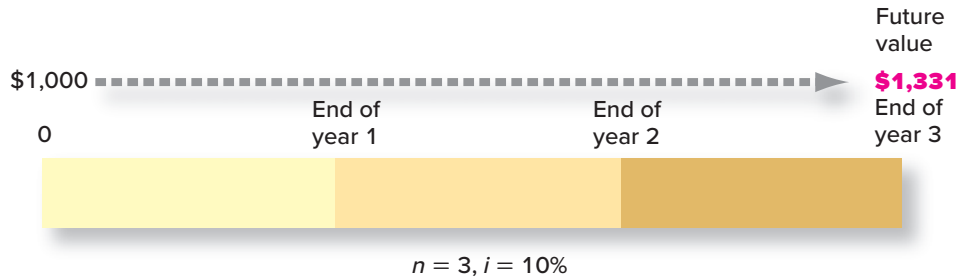 Future
value
$1,000
$1,331
End of
year 1
End of
year 2
End of
year 3
0
n = 3, i = 10%